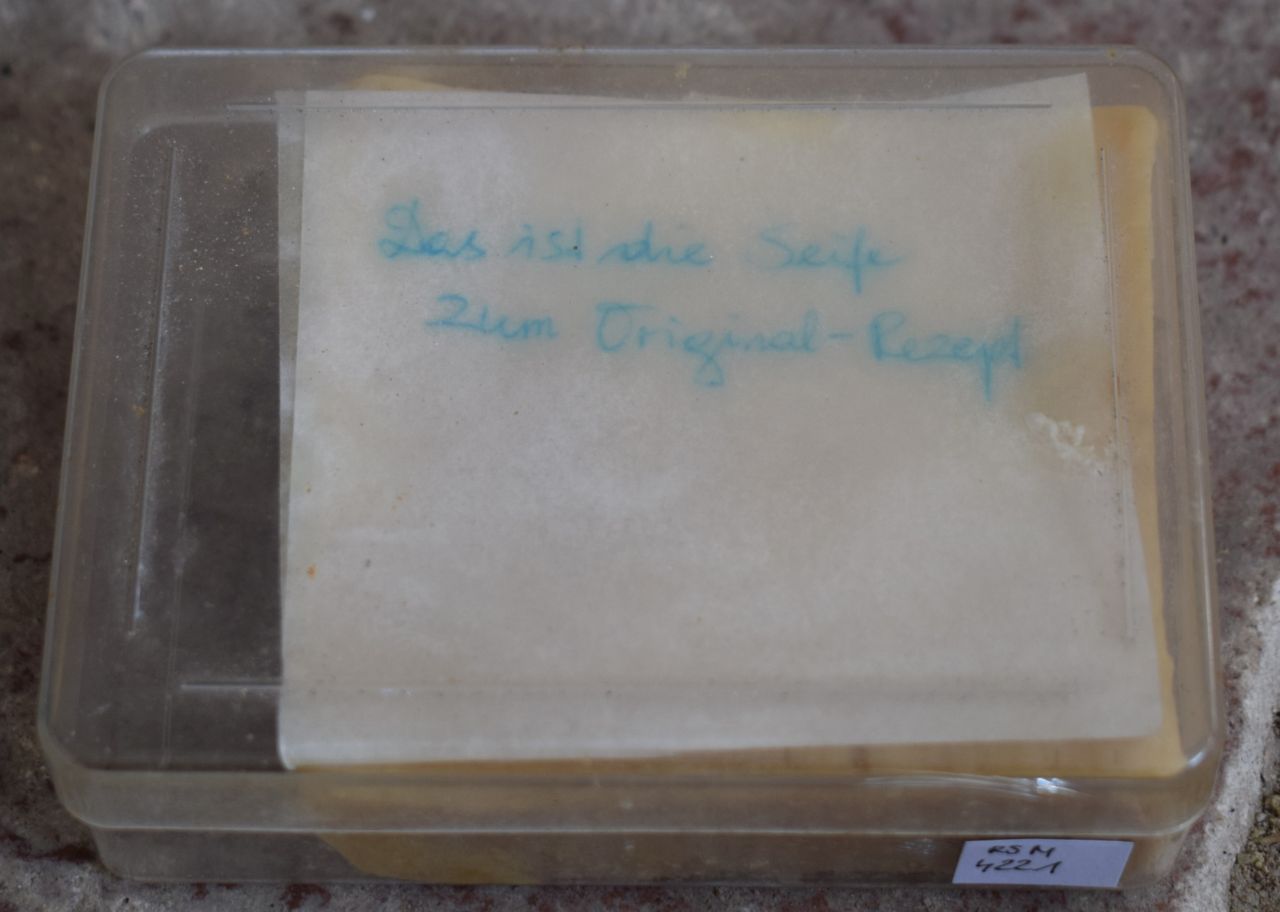 Das ist die Seife
zum Original-Rezept
RSM
4221